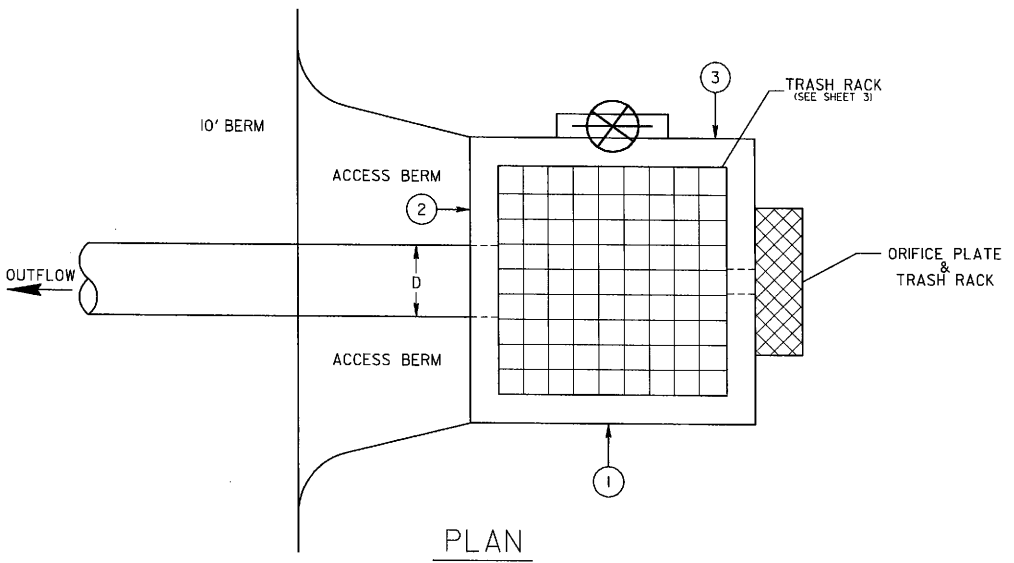 3
TRASH RACK
(SEE SHEET 3)
10' BERM
ACCESS BERM
2
OUTFLOW
D
ORIFICE PLATE
&
TRASH RACK
ACCESS BERM
1
PLAN